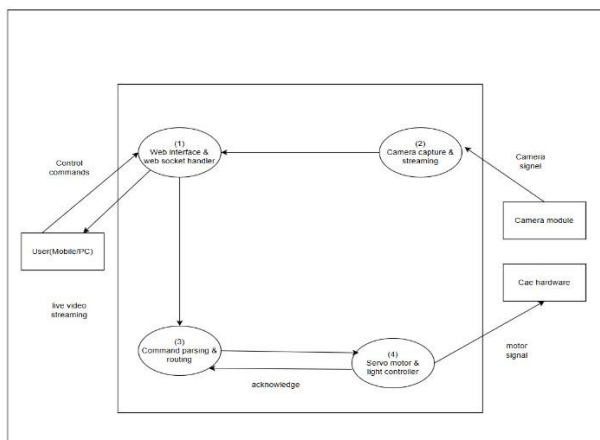 (1)
Web interface &
web socket handler
(2)
Camera capture &
streaming
Control
commands
Camera
signel
User(Mobile/PC)
Camera module
Cae hardware
live video
streaming
(3)
Command parsing &
routing
(4)
Servo motor &
light controller
motor
signal
acknowledge